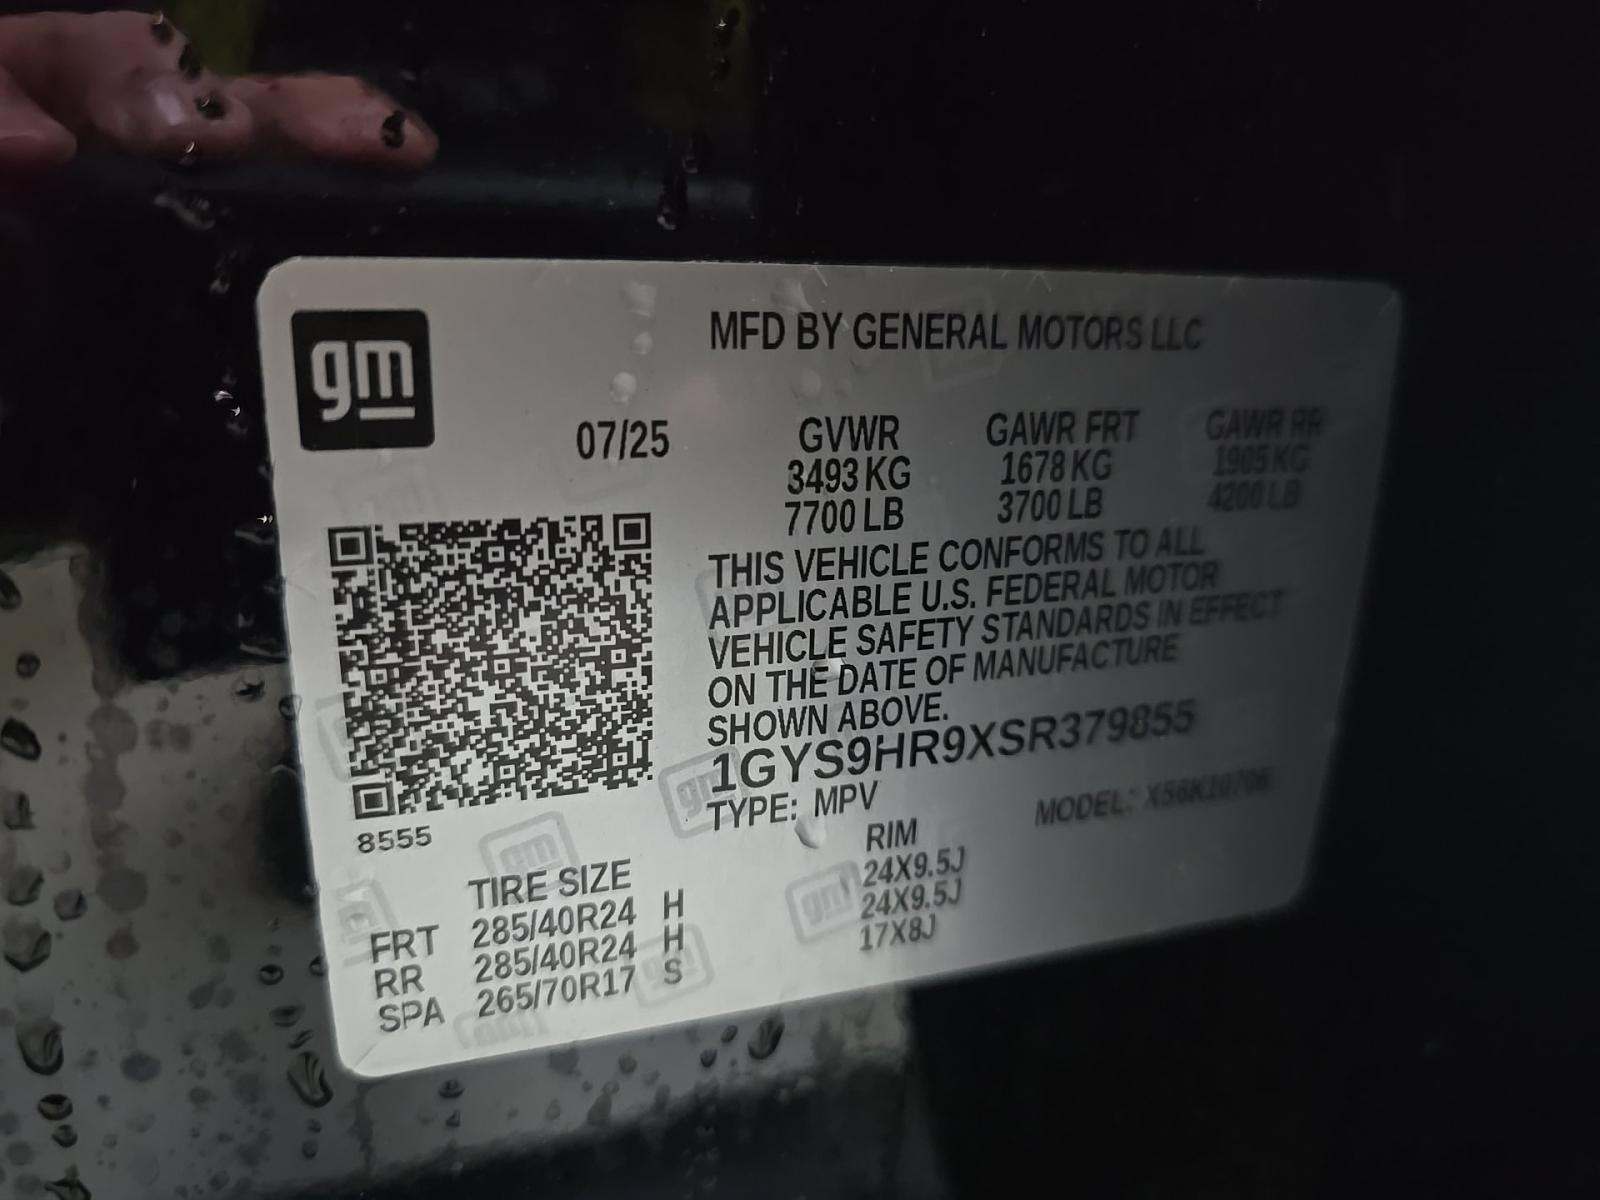 gm
MFD BY GENERAL MOTORS LLC
07/25 GVWR GAWR FRT GAWR RR
3493 KG 1678 KG 1905 KG
7700 LB 3700 LB 4200 LB
THIS VEHICLE CONFORMS TO ALL
APPLICABLE U.S. FEDERAL MOTOR
VEHICLE SAFETY STANDARDS IN EFFECT
ON THE DATE OF MANUFACTURE
SHOWN ABOVE.
1GYS9HR9XSR379855
TYPE: MPV MODEL:
8555
TIRE SIZE RIM
FRT 285/40R24 H 24X9.5J
RR 285/40R24 H 24X9.5J
SPA 265/70R17 S 17X8J